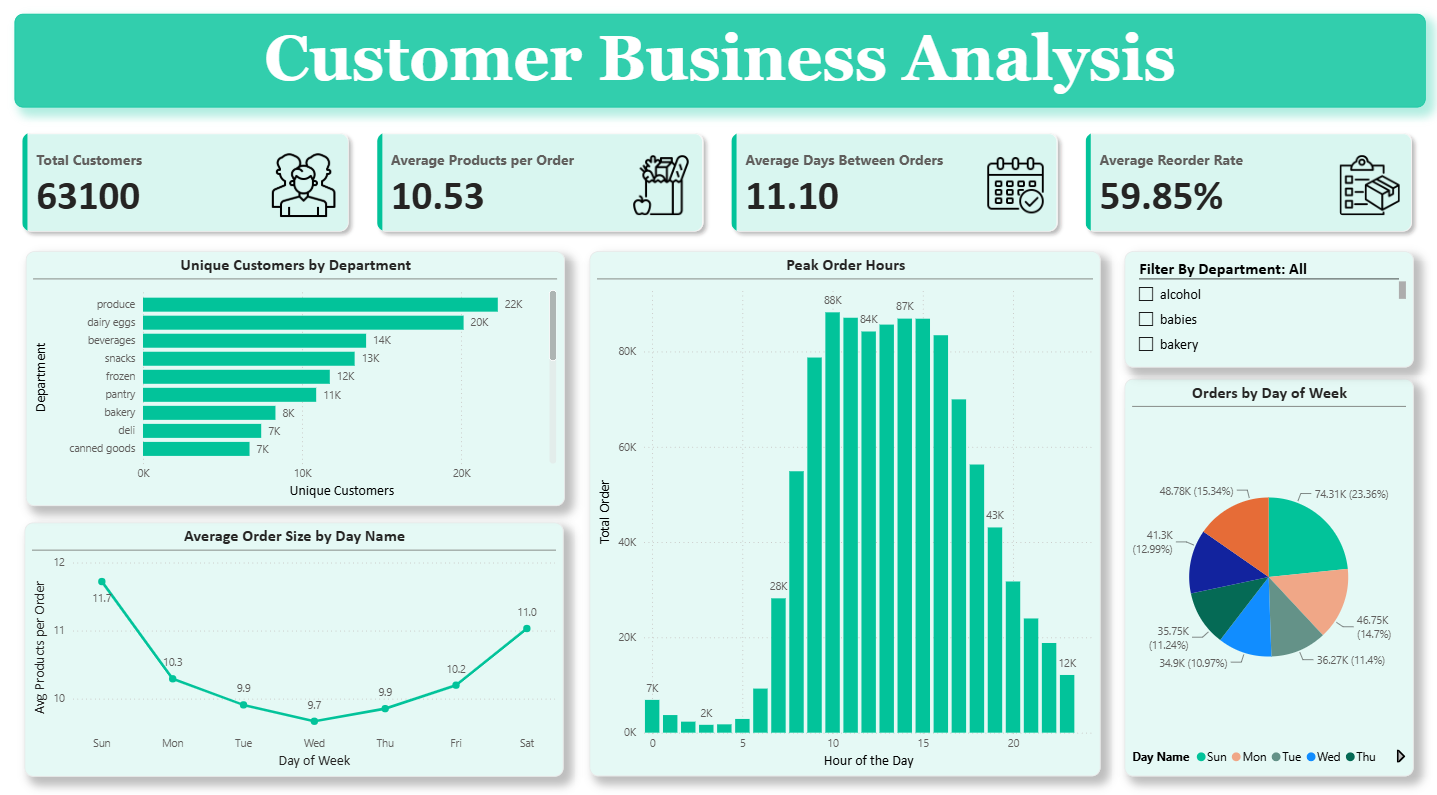 Customer Business Analysis
Total Customers
63100
Average Products per Order
10.53
Average Days Between Orders
11.10
Average Reorder Rate
59.85%
Unique Customers by Department
Department
produce 22K
dairy eggs 20K
beverages 14K
snacks 13K
frozen 12K
pantry 11K
bakery 8K
deli 7K
canned goods 7K
0K 10K 20K
Unique Customers
Average Order Size by Day Name
Avg Products per Order
12
11
10
11.7
10.3
9.9
9.7
9.9
10.2
11.0
Sun Mon Tue Wed Thu Fri Sat
Day of Week
Peak Order Hours
Total Order
80K
60K
40K
20K
0K
7K
2K
28K
88K
84K
87K
43K
12K
0 5 10 15 20
Hour of the Day
Filter By Department: All
alcohol
babies
bakery
Orders by Day of Week
74.31K (23.36%)
46.75K
(14.7%)
36.27K (11.4%)
34.9K (10.97%)
35.75K
(11.24%)
41.3K
(12.99%)
48.78K (15.34%)
Day Name Sun Mon Tue Wed Thu